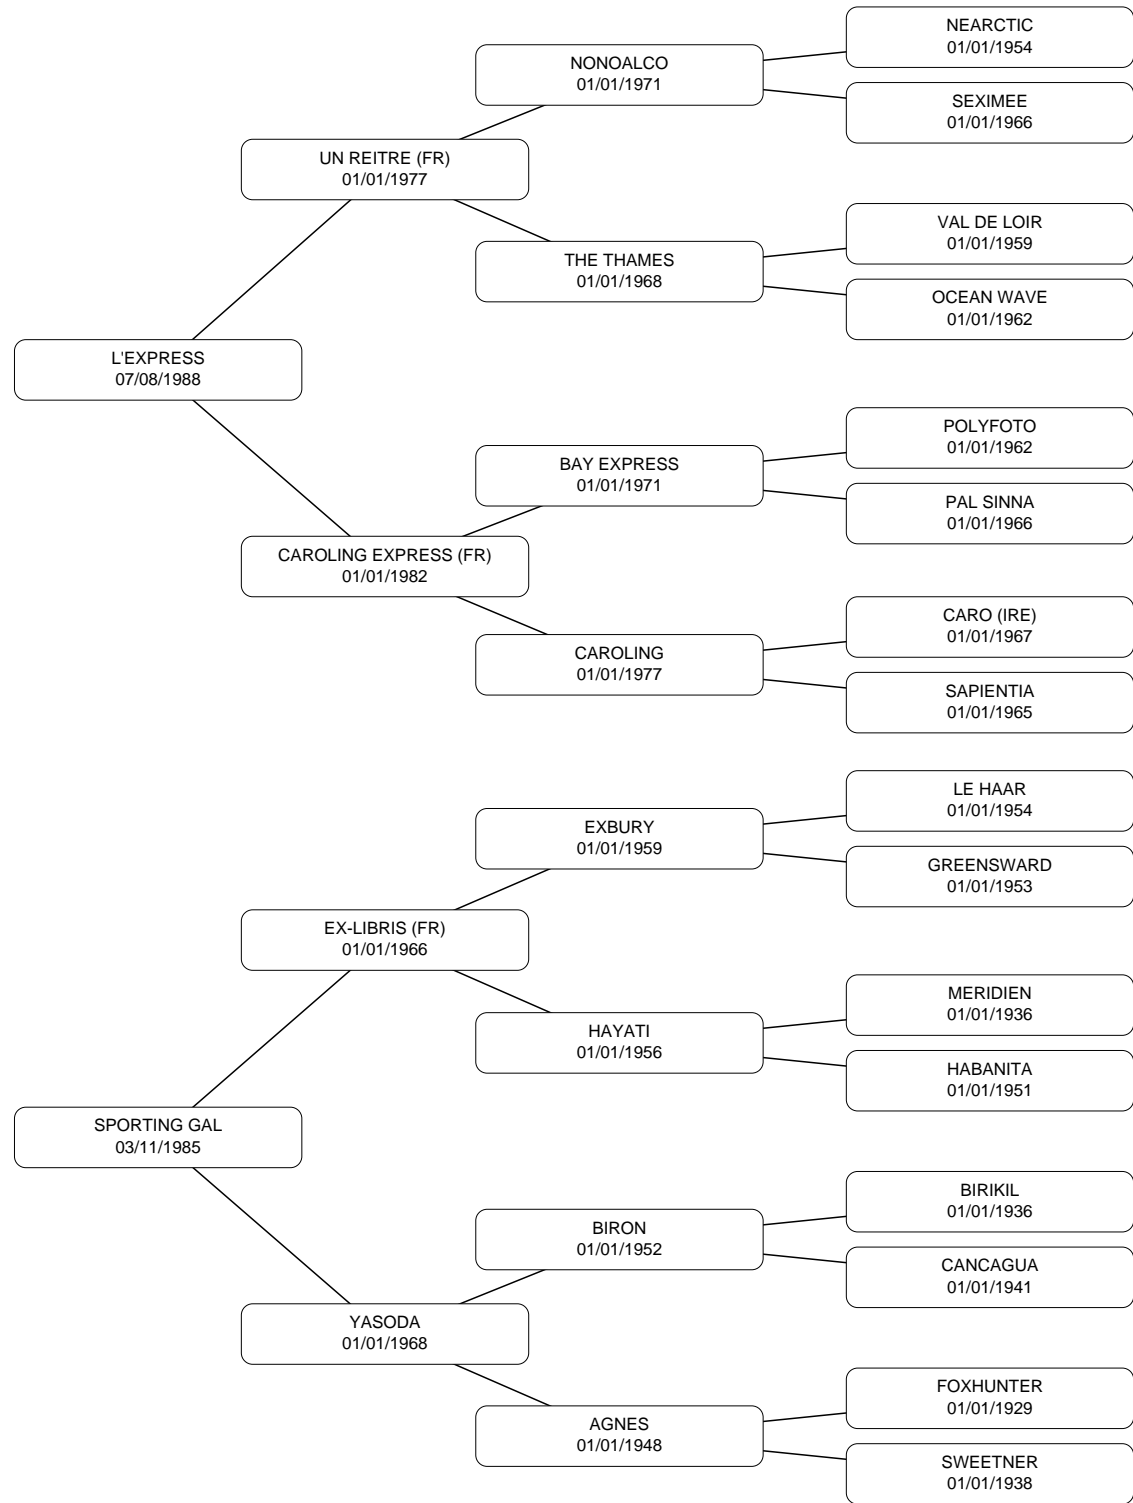 NEARCTIC
01/01/1954
NONOALCO
01/01/1971
SEXIMEE
01/01/1966
UN REITRE (FR)
01/01/1977
VAL DE LOIR
01/01/1959
THE THAMES
01/01/1968
OCEAN WAVE
01/01/1962
L'EXPRESS
07/08/1988
POLYFOTO
01/01/1962
BAY EXPRESS
01/01/1971
PAL SINNA
01/01/1966
CAROLING EXPRESS (FR)
01/01/1982
CARO (IRE)
01/01/1967
CAROLING
01/01/1977
SAPIENTIA
01/01/1965
LE HAAR
01/01/1954
EXBURY
01/01/1959
GREENSWARD
01/01/1953
EX-LIBRIS (FR)
01/01/1966
MERIDIEN
01/01/1936
HAYATI
01/01/1956
HABANITA
01/01/1951
SPORTING GAL
03/11/1985
BIRIKIL
01/01/1936
BIRON
01/01/1952
CANCAGUA
01/01/1941
YASODA
01/01/1968
FOXHUNTER
01/01/1929
AGNES
01/01/1948
SWEETNER
01/01/1938